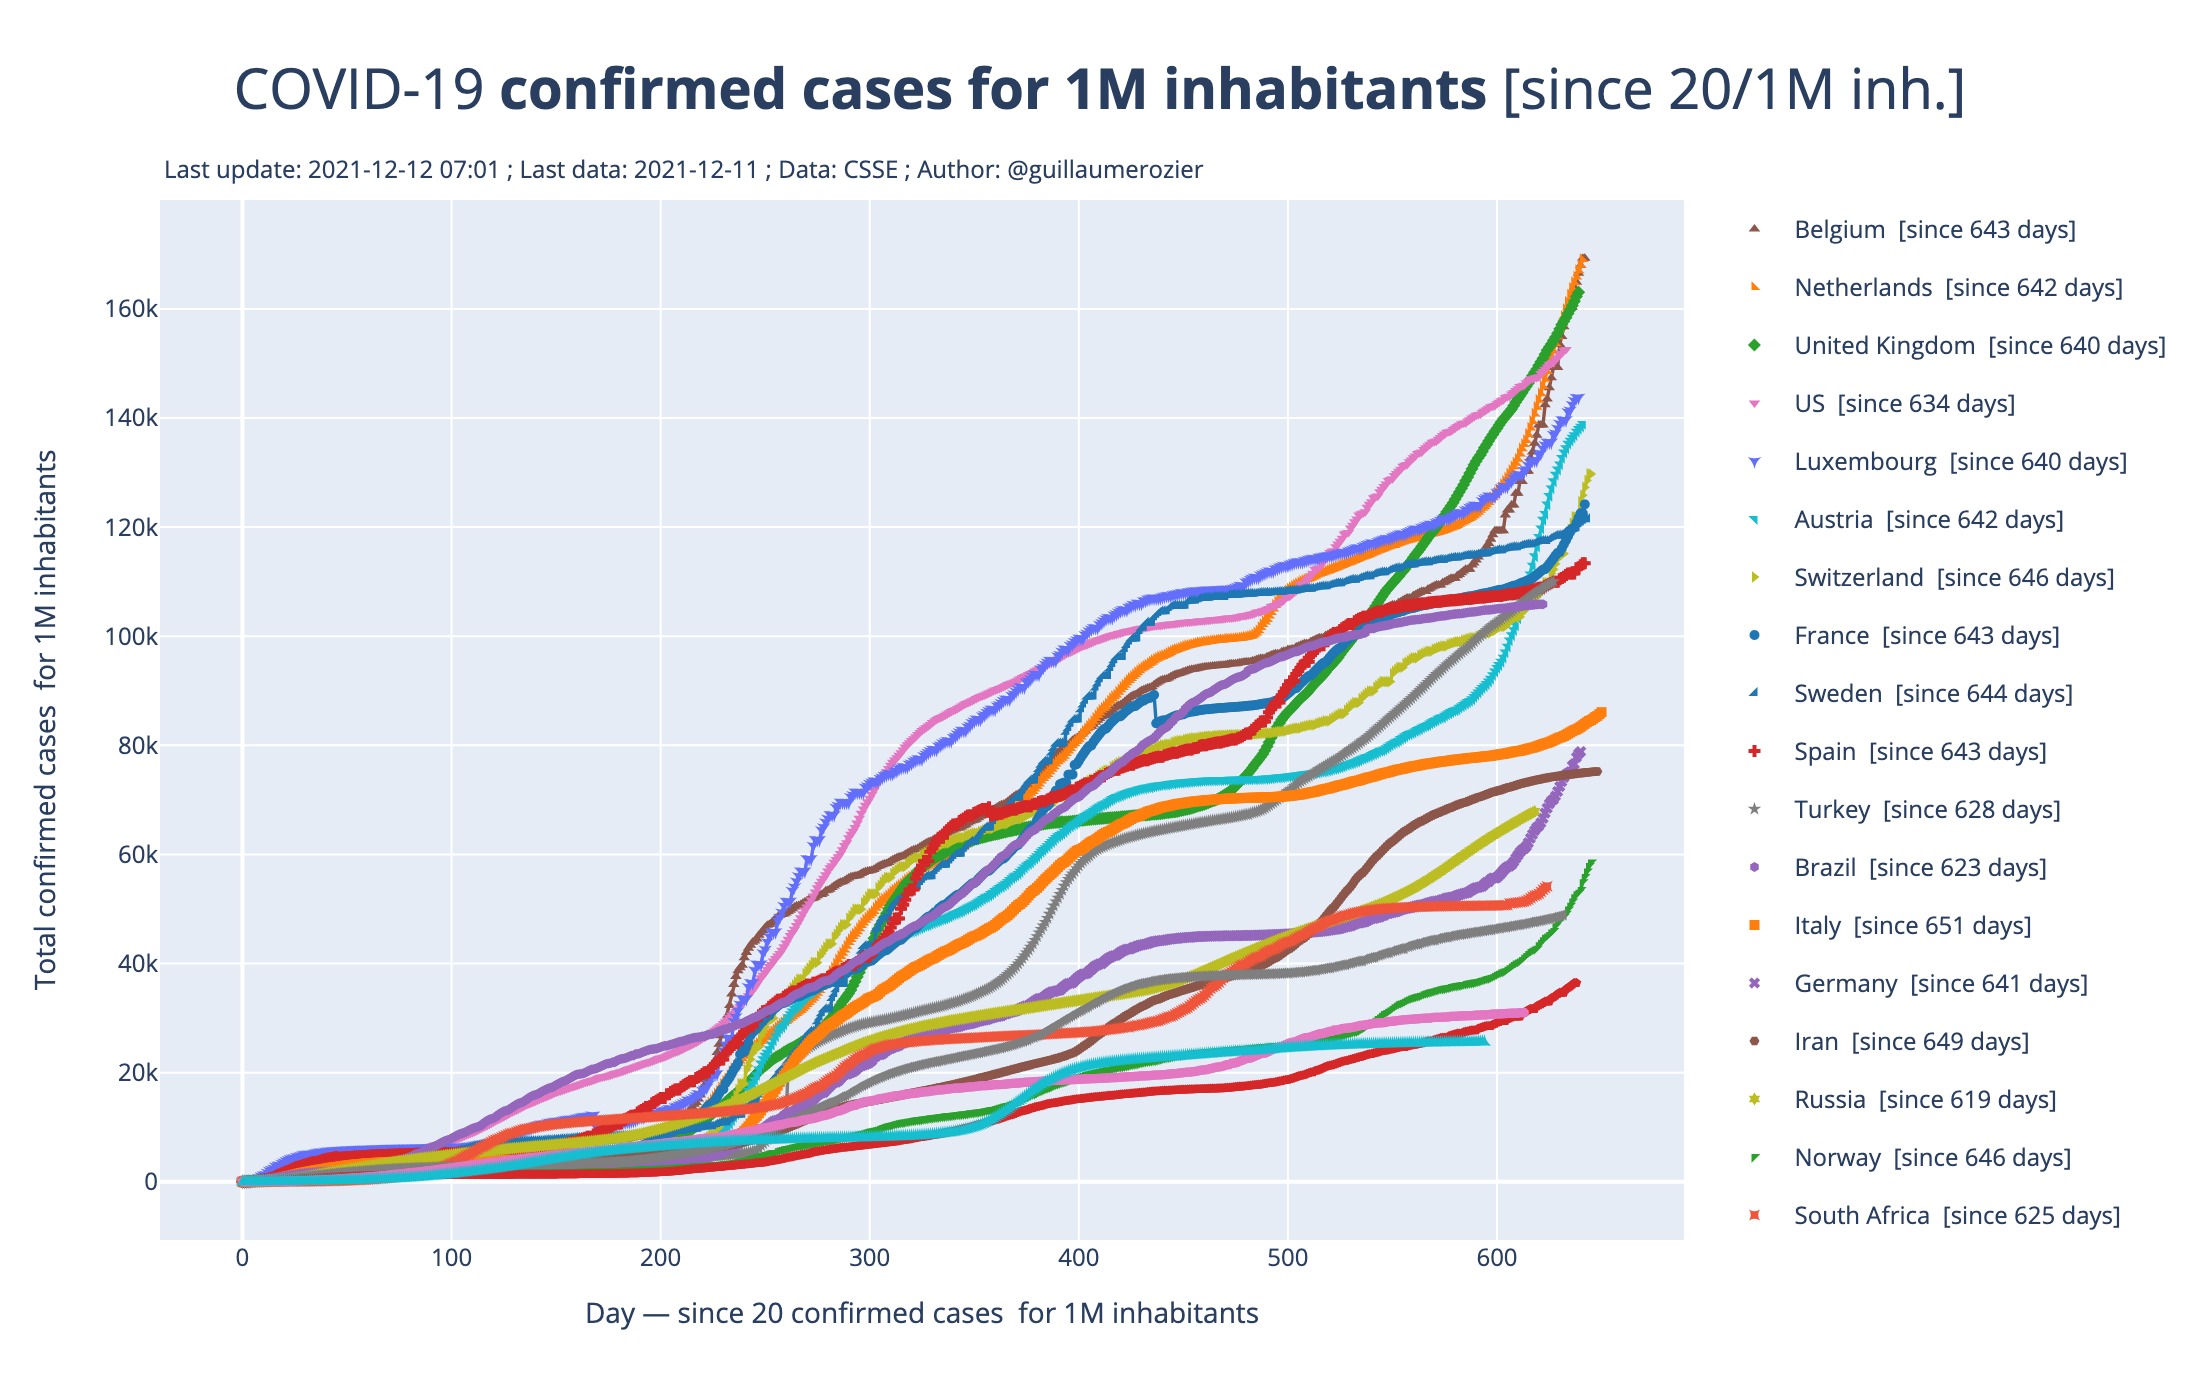 COVID-19 confirmed cases for 1M inhabitants [since 20/1M inh.]
Last update: 2021-12-12 07:01 ; Last data: 2021-12-11 ; Data: CSSE ; Author: @guillaumerozier
Total confirmed cases for 1M inhabitants
160k
140k
120k
100k
80k
60k
40k
20k
0
0 100 200 300 400 500 600
Day — since 20 confirmed cases for 1M inhabitants
Belgium [since 643 days]
Netherlands [since 642 days]
United Kingdom [since 640 days]
US [since 634 days]
Luxembourg [since 640 days]
Austria [since 642 days]
Switzerland [since 646 days]
France [since 643 days]
Sweden [since 644 days]
Spain [since 643 days]
Turkey [since 628 days]
Brazil [since 623 days]
Italy [since 651 days]
Germany [since 641 days]
Iran [since 649 days]
Russia [since 619 days]
Norway [since 646 days]
South Africa [since 625 days]